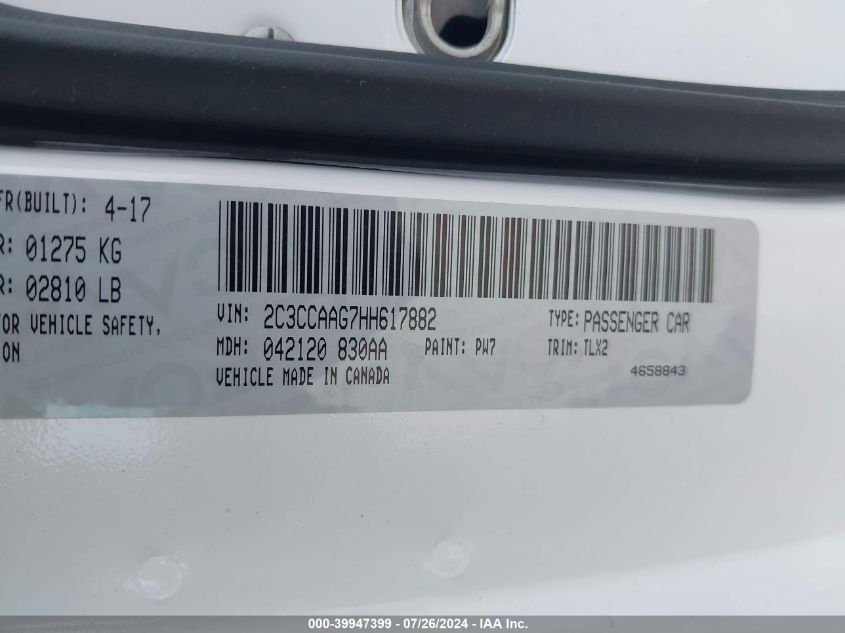 FR(BUILT): 4-17
R: 01275 KG
R: 02810 LB
FOR VEHICLE SAFETY,
ON
VIN: 2C3CCAAG7HH617882
TYPE: PASSENGER CAR
MDH: 042120 830AA
PAINT: PW7
TRIM: TLX2
VEHICLE MADE IN CANADA
4658843
000-39947399 - 07/26/2024 - IAA Inc.